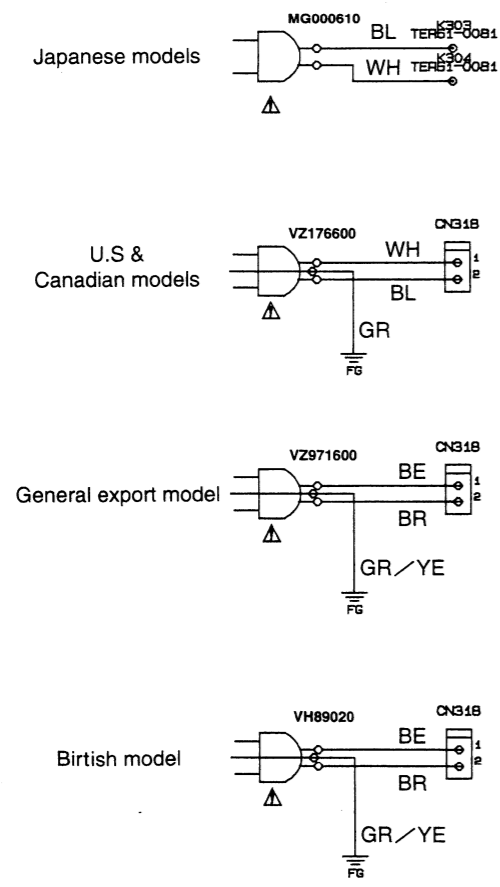 MG000610
Japanese models
BL
K303
TER61-0081
WH
K304
TER61-0081
VZ176600
CN318
U.S &
Canadian models
WH
1
2
BL
GR
FG
VZ971600
CN318
General export model
BE
1
2
BR
GR/YE
FG
VH89020
CN318
Birtish model
BE
1
2
BR
GR/YE
FG